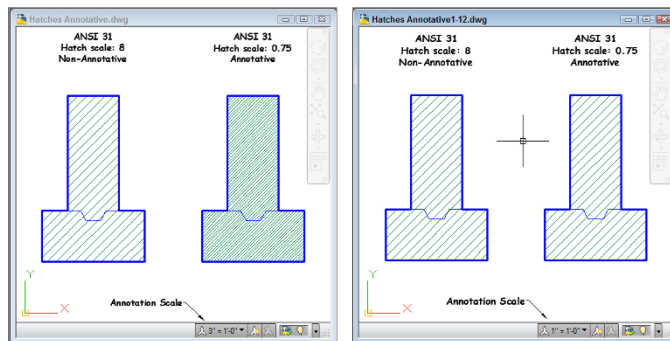 Hatches Annotative.dwg
ANSI 31
Hatch scale: 8
Non-Annotative
ANSI 31
Hatch scale: 0.75
Annotative
Y
X
Annotation Scale
3" = 1'-0"
Hatches Annotative1-12.dwg
ANSI 31
Hatch scale: 8
Non-Annotative
ANSI 31
Hatch scale: 0.75
Annotative
Y
X
Annotation Scale
1" = 1'-0"